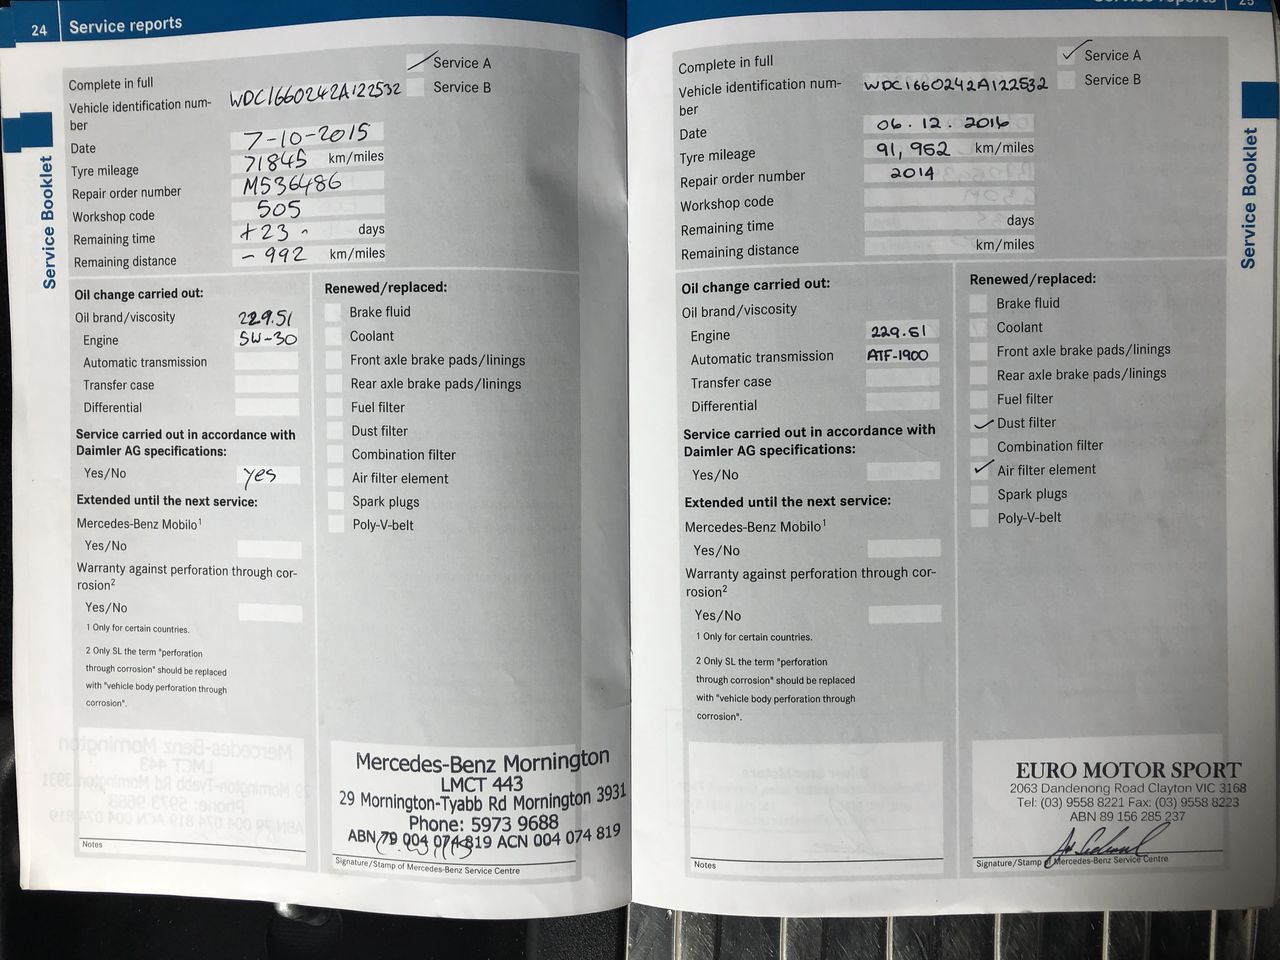 24 Service reports
Service Booklet
Complete in full
Service A
Service B
Vehicle identification num-
ber WDC1660242A122532
Date 7-10-2015
Tyre mileage 71845 km/miles
Repair order number M536486
Workshop code 505
Remaining time +23 - days
Remaining distance - 992 km/miles
Oil change carried out:
Oil brand/viscosity 229.51
Engine 5W-30
Automatic transmission
Transfer case
Differential
Service carried out in accordance with
Daimler AG specifications:
Yes/No yes
Extended until the next service:
Mercedes-Benz Mobilo1
Yes/No
Warranty against perforation through cor-
rosion2
Yes/No
1 Only for certain countries.
2 Only SL the term "perforation
through corrosion" should be replaced
with "vehicle body perforation through
corrosion".
Notes
Renewed/replaced:
Brake fluid
Coolant
Front axle brake pads/linings
Rear axle brake pads/linings
Fuel filter
Dust filter
Combination filter
Air filter element
Spark plugs
Poly-V-belt
Mercedes-Benz Mornington
LMCT 443
29 Mornington-Tyabb Rd Mornington 3931
Phone: 5973 9688
ABN 79 004 074 819 ACN 004 074 819
Signature/Stamp of Mercedes-Benz Service Centre
Service reports 25
Service Booklet
Complete in full
✓ Service A
Service B
Vehicle identification num-
ber WDC1660242A122532
Date 06.12.2016
Tyre mileage 91,952 km/miles
Repair order number 2014
Workshop code
Remaining time days
Remaining distance km/miles
Oil change carried out:
Oil brand/viscosity
Engine 229.51
Automatic transmission ATF-1900
Transfer case
Differential
Service carried out in accordance with
Daimler AG specifications:
Yes/No
Extended until the next service:
Mercedes-Benz Mobilo1
Yes/No
Warranty against perforation through cor-
rosion2
Yes/No
1 Only for certain countries.
2 Only SL the term "perforation
through corrosion" should be replaced
with "vehicle body perforation through
corrosion".
Notes
Renewed/replaced:
Brake fluid
Coolant
Front axle brake pads/linings
Rear axle brake pads/linings
Fuel filter
✓ Dust filter
Combination filter
✓ Air filter element
Spark plugs
Poly-V-belt
EURO MOTOR SPORT
2063 Dandenong Road Clayton VIC 3168
Tel: (03) 9558 8221 Fax: (03) 9558 8223
ABN 89 156 285 237
Signature/Stamp of Mercedes-Benz Service Centre